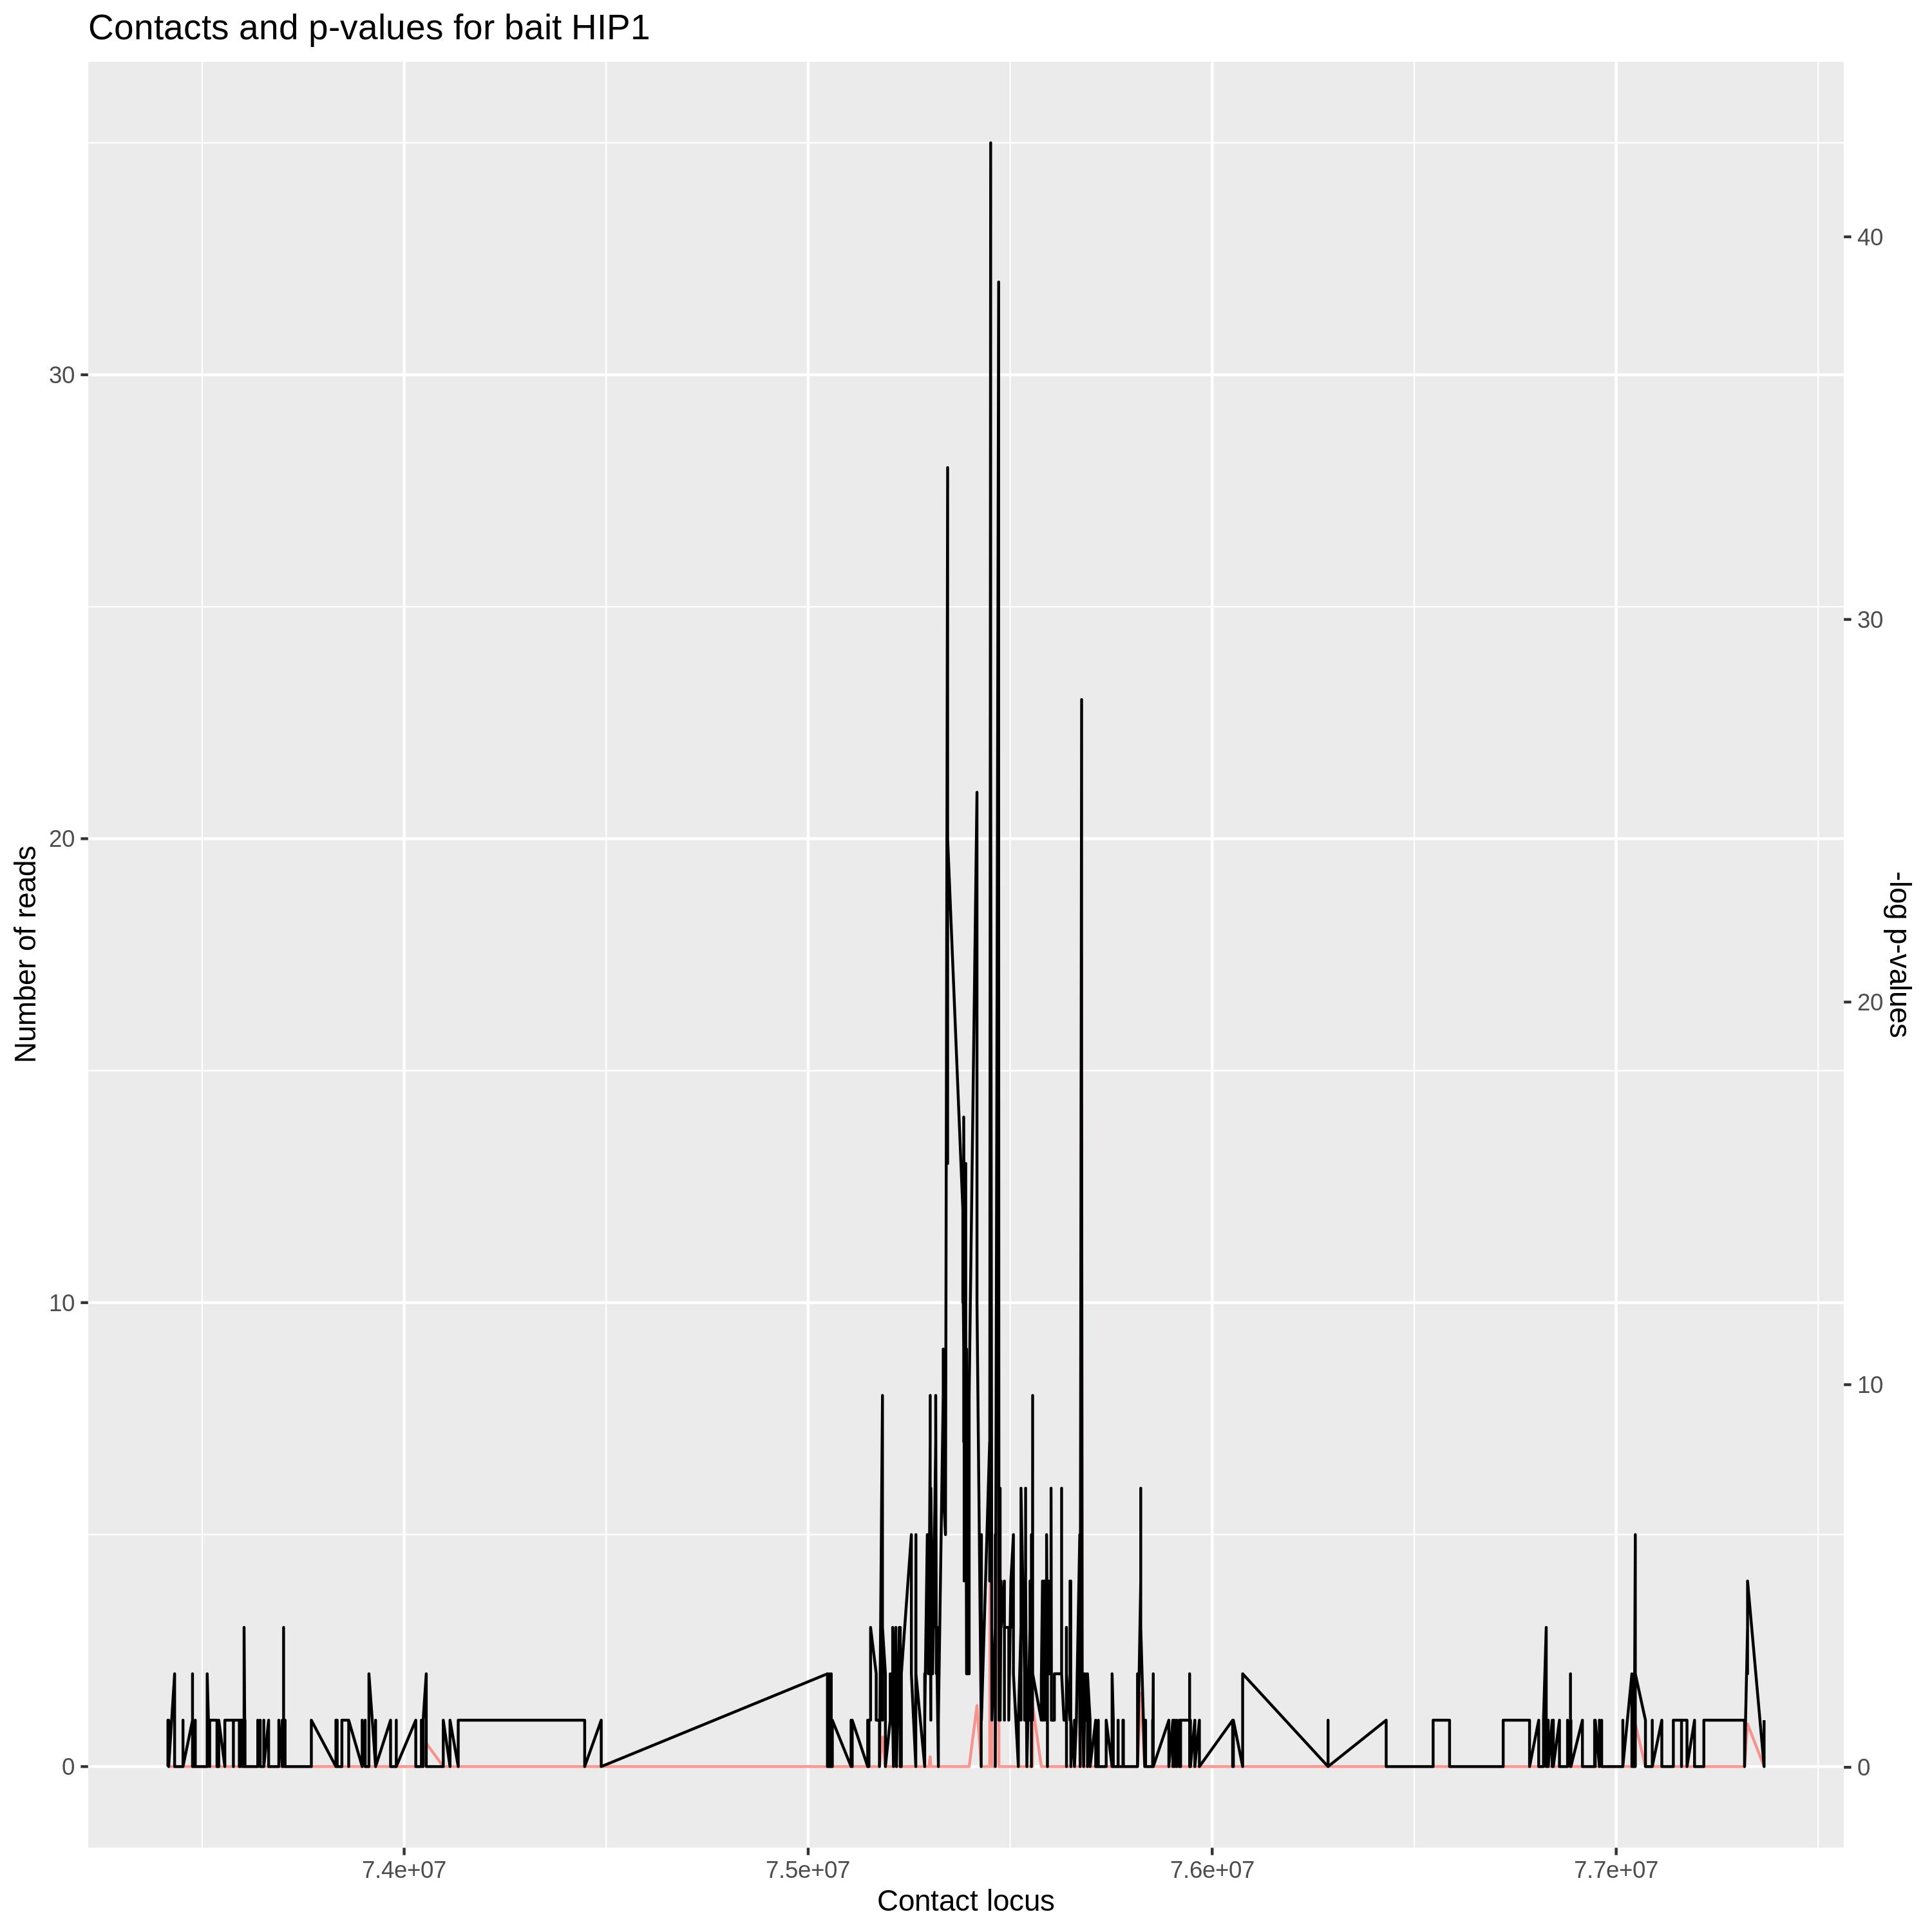 Contacts and p-values for bait HIP1
Number of reads
30
20
10
0
40
30
20
10
0
-log p-values
7.4e+07
7.5e+07
7.6e+07
7.7e+07
Contact locus